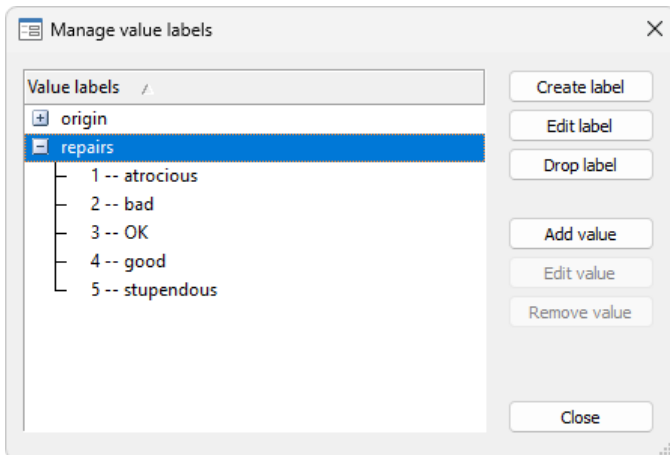 Manage value labels
Value labels
origin
repairs
1 -- atrocious
2 -- bad
3 -- OK
4 -- good
5 -- stupendous
Create label
Edit label
Drop label
Add value
Edit value
Remove value
Close